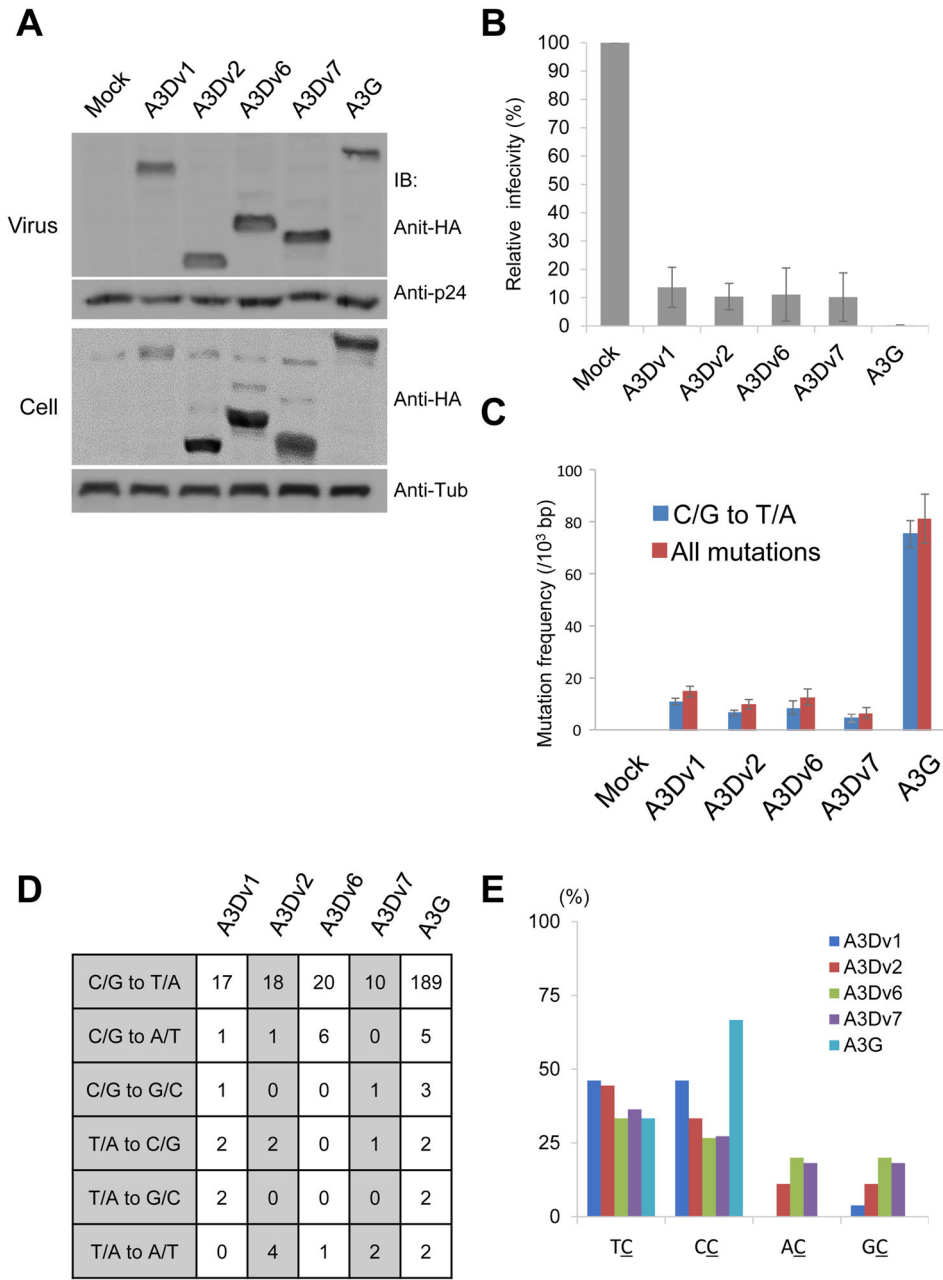 A
Mock A3Dv1 A3Dv2 A3Dv6 A3Dv7 A3G
IB:
Virus
Anit-HA
Anti-p24
Cell
Anti-HA
Anti-Tub
B
Relative infecivity (%)
100
90
80
70
60
50
40
30
20
10
0
Mock A3Dv1 A3Dv2 A3Dv6 A3Dv7 A3G
C
Mutation frequency (/10³ bp)
100
80
60
40
20
0
C/G to T/A
All mutations
Mock A3Dv1 A3Dv2 A3Dv6 A3Dv7 A3G
D
A3Dv1 A3Dv2 A3Dv6 A3Dv7 A3G
C/G to T/A 17 18 20 10 189
C/G to A/T 1 1 6 0 5
C/G to G/C 1 0 0 1 3
T/A to C/G 2 2 0 1 2
T/A to G/C 2 0 0 0 2
T/A to A/T 0 4 1 2 2
E
(%)
100
75
50
25
0
A3Dv1
A3Dv2
A3Dv6
A3Dv7
A3G
TC CC AC GC